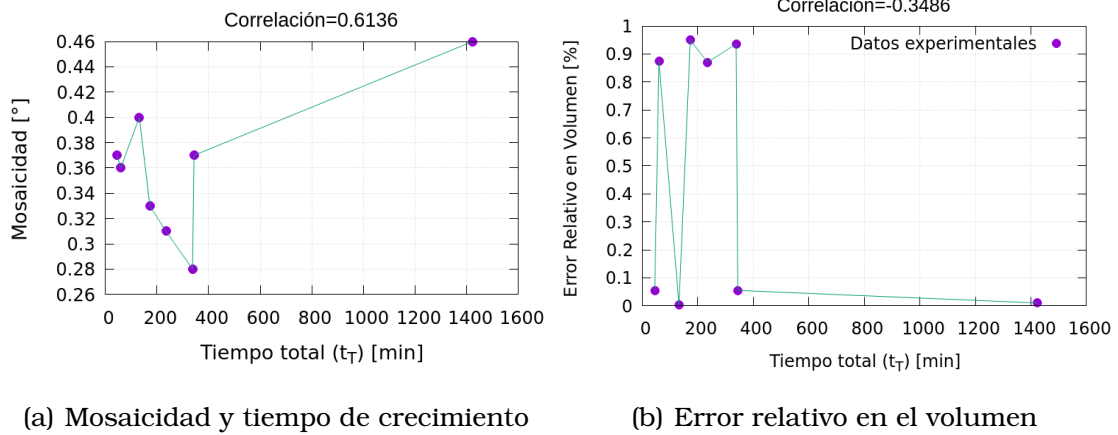 Correlación=0.6136
0.46
0.44
0.42
0.4
0.38
0.36
0.34
0.32
0.3
0.28
0.26
Mosaicidad [°]
0 200 400 600 800 1000 1200 1400 1600
Tiempo total (tT) [min]
(a) Mosaicidad y tiempo de crecimiento
Correlación=-0.3486
Datos experimentales
1
0.9
0.8
0.7
0.6
0.5
0.4
0.3
0.2
0.1
0
Error Relativo en Volumen [%]
0 200 400 600 800 1000 1200 1400 1600
Tiempo total (tT) [min]
(b) Error relativo en el volumen